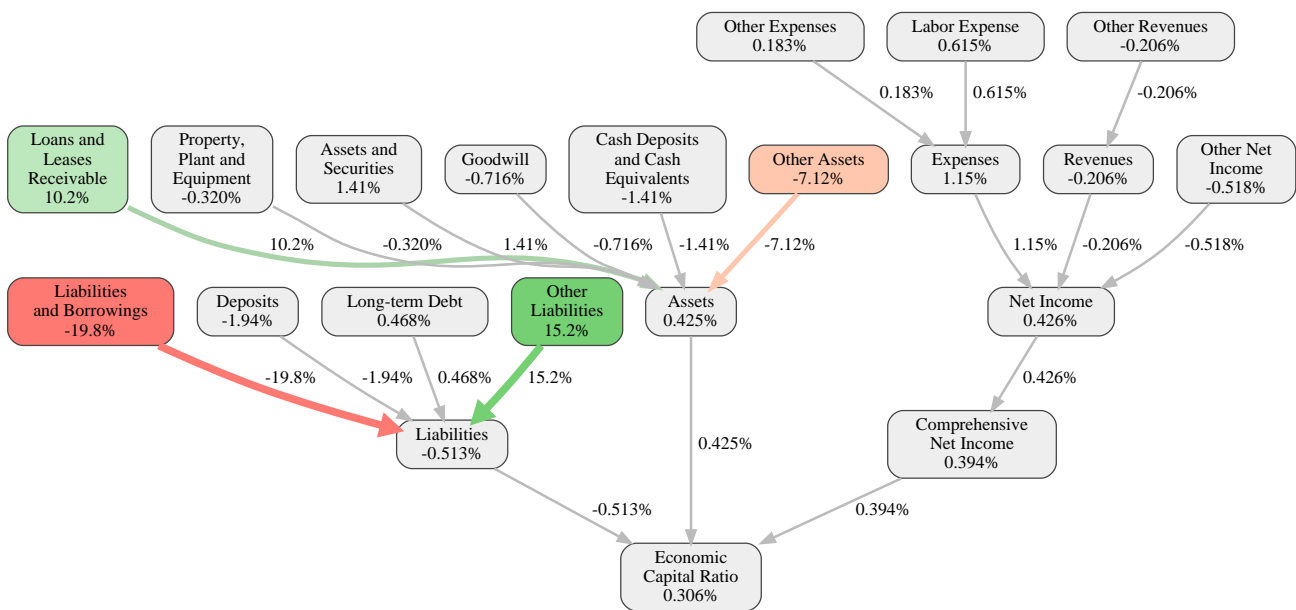 Other Expenses
0.183%
Labor Expense
0.615%
Other Revenues
-0.206%
0.183%
0.615%
-0.206%
Loans and
Leases
Receivable
10.2%
Property,
Plant and
Equipment
-0.320%
Assets and
Securities
1.41%
Goodwill
-0.716%
Cash Deposits
and Cash
Equivalents
-1.41%
Other Assets
-7.12%
Expenses
1.15%
Revenues
-0.206%
Other Net
Income
-0.518%
10.2%
-0.320%
1.41%
-0.716%
-1.41%
-7.12%
1.15%
-0.206%
-0.518%
Liabilities
and Borrowings
-19.8%
Deposits
-1.94%
Long-term Debt
0.468%
Other
Liabilities
15.2%
Assets
0.425%
Net Income
0.426%
-19.8%
-1.94%
0.468%
15.2%
0.426%
Liabilities
-0.513%
0.425%
Comprehensive
Net Income
0.394%
-0.513%
0.394%
Economic
Capital Ratio
0.306%